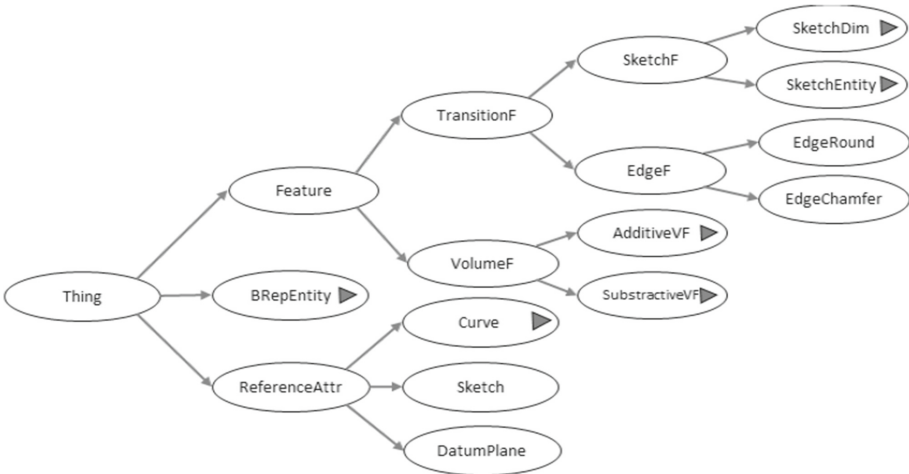 SketchDim
SketchF
SketchEntity
TransitionF
EdgeRound
EdgeF
Feature
EdgeChamfer
AdditiveVF
VolumeF
Thing
BRepEntity
SubstractiveVF
Curve
ReferenceAttr
Sketch
DatumPlane